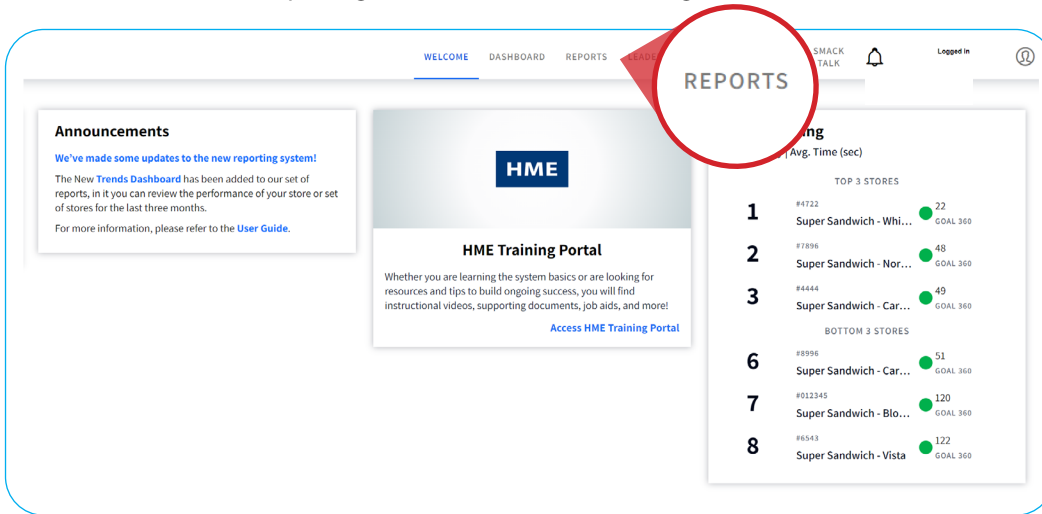 WELCOME DASHBOARD REPORTS LEADE
REPORTS
SMACK
TALK
Logged in
Announcements
We've made some updates to the new reporting system!
The New Trends Dashboard has been added to our set of
reports, in it you can review the performance of your store or set
of stores for the last three months.
For more information, please refer to the User Guide.
HME
HME Training Portal
Whether you are learning the system basics or are looking for
resources and tips to build ongoing success, you will find
instructional videos, supporting documents, job aids, and more!
Access HME Training Portal
ng
| Avg. Time (sec)
TOP 3 STORES
1
#4722
Super Sandwich - Whi...
22
GOAL 360
2
#7896
Super Sandwich - Nor...
48
GOAL 360
3
#4444
Super Sandwich - Car...
49
GOAL 360
BOTTOM 3 STORES
6
#8996
Super Sandwich - Car...
51
GOAL 360
7
#012345
Super Sandwich - Blo...
120
GOAL 360
8
#6543
Super Sandwich - Vista
122
GOAL 360